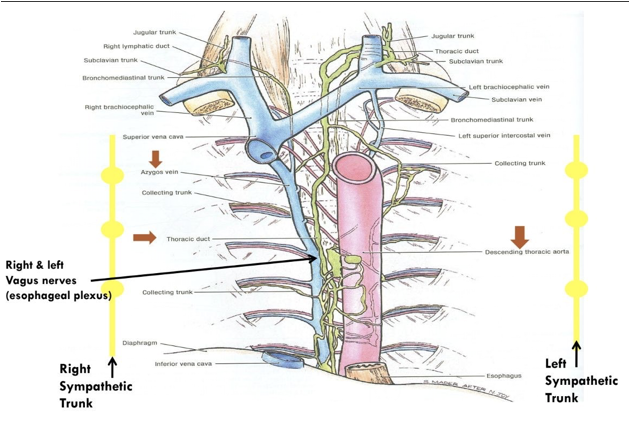 Jugular trunk
Right lymphatic duct
Subclavian trunk
Bronchomediastinal trunk
Right brachiocephalic
vein
Superior vena cava
Azygos vein
Collecting trunk
Thoracic duct
Right & left
Vagus nerves
(esophageal plexus)
Collecting trunk
Diaphragm
Inferior vena cava
Right
Sympathetic
Trunk
Jugular trunk
Thoracic duct
Subclavian trunk
Left brachiocephalic vein
Subclavian vein
Bronchomediastinal trunk
Left superior intercostal vein
Collecting trunk
Descending thoracic aorta
Esophagus
Left
Sympathetic
Trunk